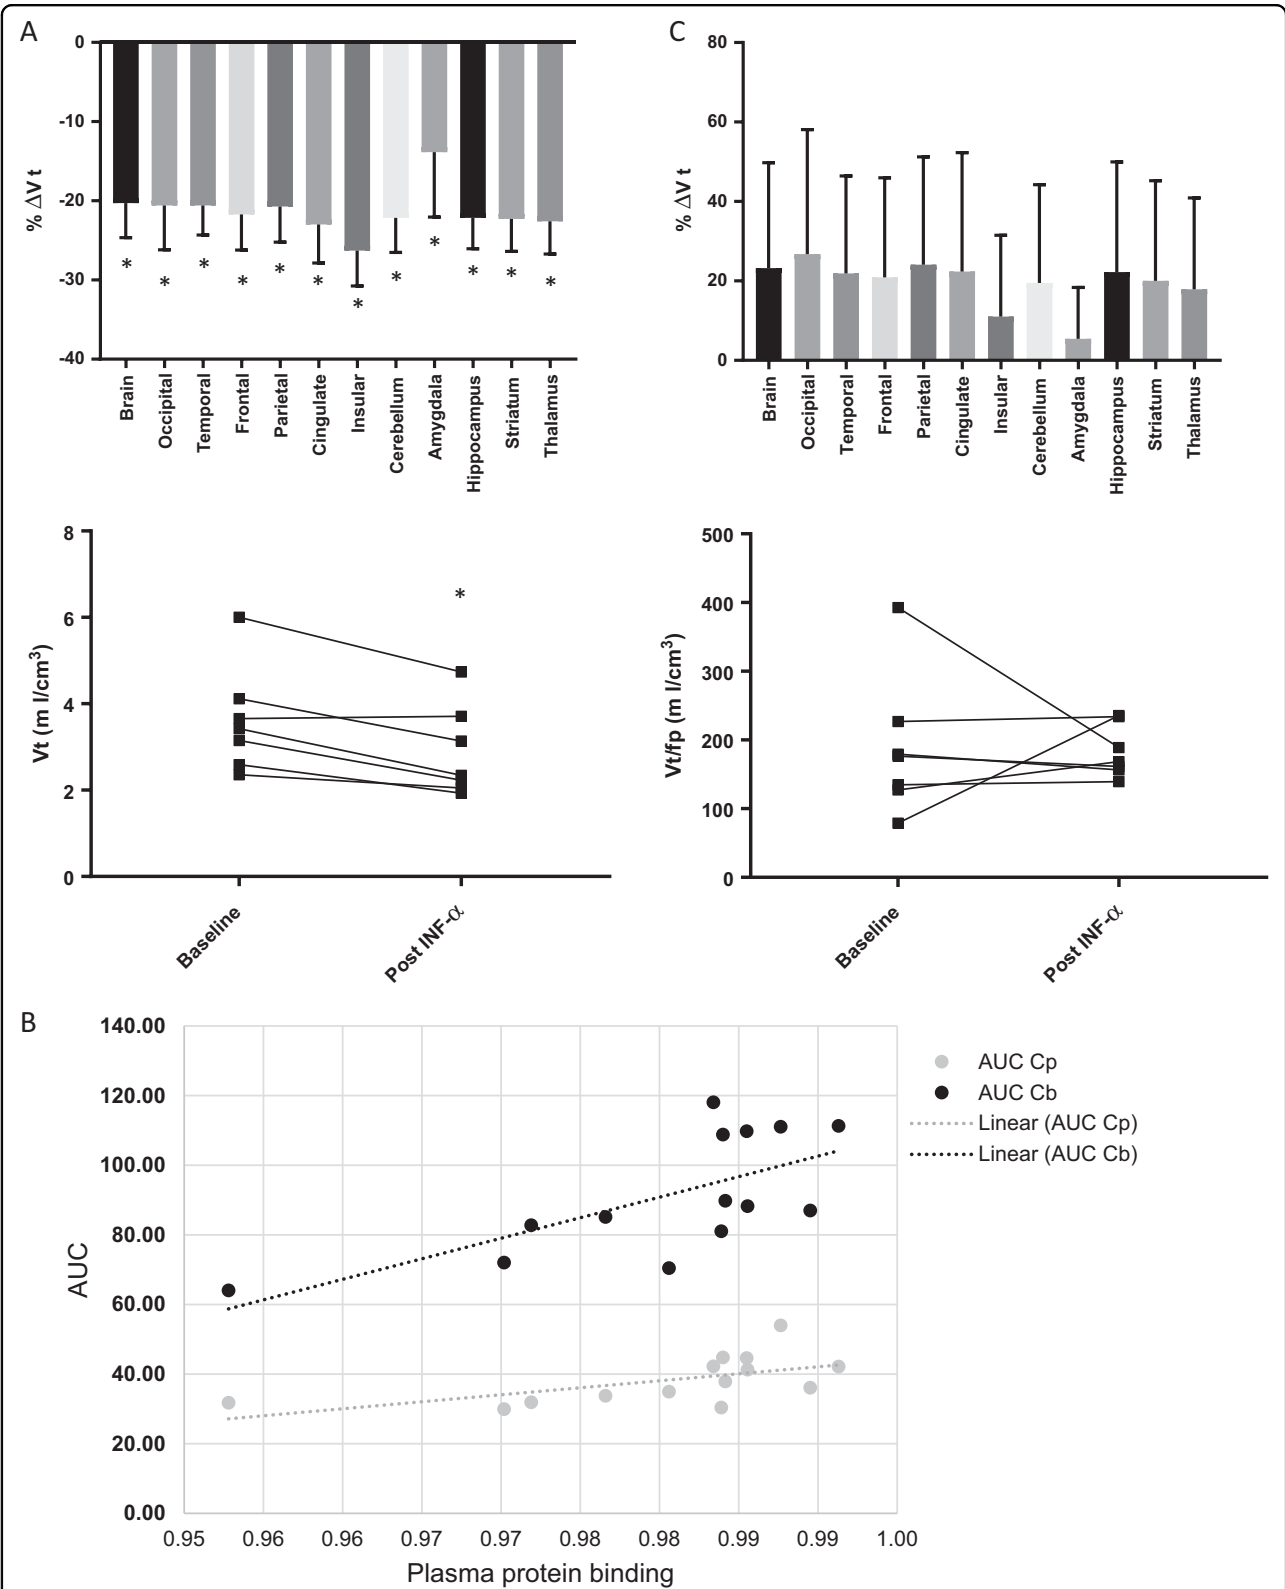 A
0
-10
-20
-30
-40
% ΔV t
* * * * * * * * * * * *
Brain
Occipital
Temporal
Frontal
Parietal
Cingulate
Insular
Cerebellum
Amygdala
Hippocampus
Striatum
Thalamus
C
80
60
40
20
0
% ΔV t
Brain
Occipital
Temporal
Frontal
Parietal
Cingulate
Insular
Cerebellum
Amygdala
Hippocampus
Striatum
Thalamus
8
6
4
2
0
Vt (m l/cm³)
*
Baseline
Post INF-α
500
400
300
200
100
0
Vt/fp (m l/cm³)
Baseline
Post INF-α
B
140.00
120.00
100.00
80.00
60.00
40.00
20.00
0.00
AUC
0.95 0.96 0.96 0.97 0.97 0.98 0.98 0.99 0.99 1.00
Plasma protein binding
AUC Cp
AUC Cb
Linear (AUC Cp)
Linear (AUC Cb)